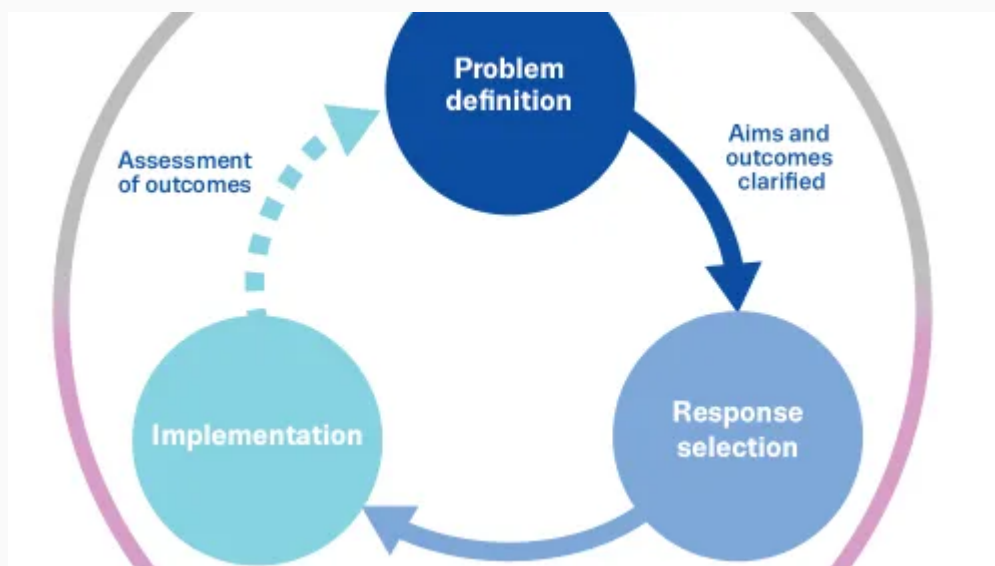 Problem
definition
Aims and
outcomes
clarified
Assessment
of outcomes
Response
selection
Implementation